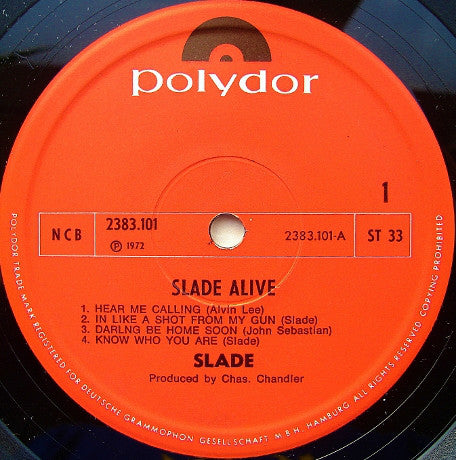 polydor
1
NCB
2383.101
℗ 1972
2383.101-A
ST 33
SLADE ALIVE
1. HEAR ME CALLING (Alvin Lee)
2. IN LIKE A SHOT FROM MY GUN (Slade)
3. DARLNG BE HOME SOON (John Sebastian)
4. KNOW WHO YOU ARE (Slade)
SLADE
Produced by Chas. Chandler
POLYDOR TRADE MARK REGISTERED FOR DEUTSCHE GRAMMOPHON GESELLSCHAFT M.B.H. HAMBURG ALL RIGHTS RESERVED COPYING PROHIBITED